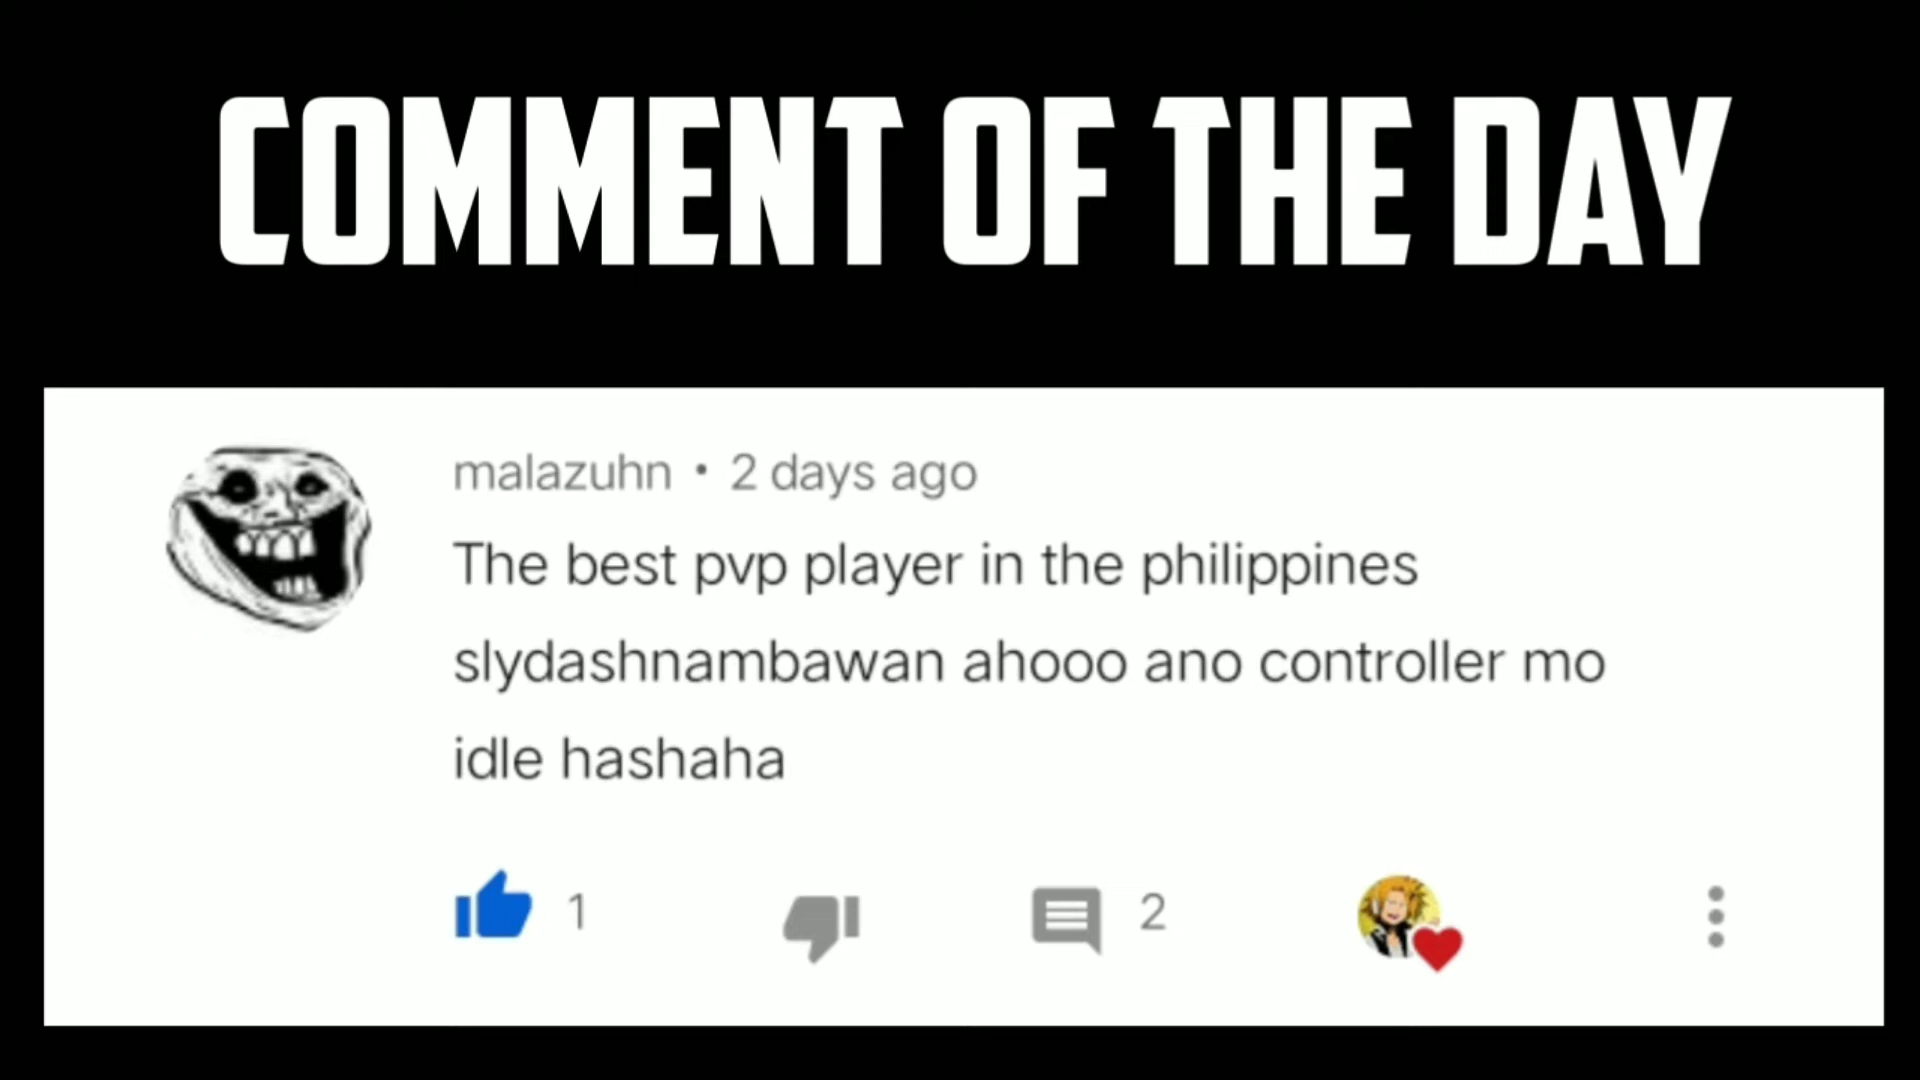 COMMENT OF THE DAY
malazuhn • 2 days ago
The best pvp player in the philippines
slydashnambawan ahooo ano controller mo
idle hashaha
1
2